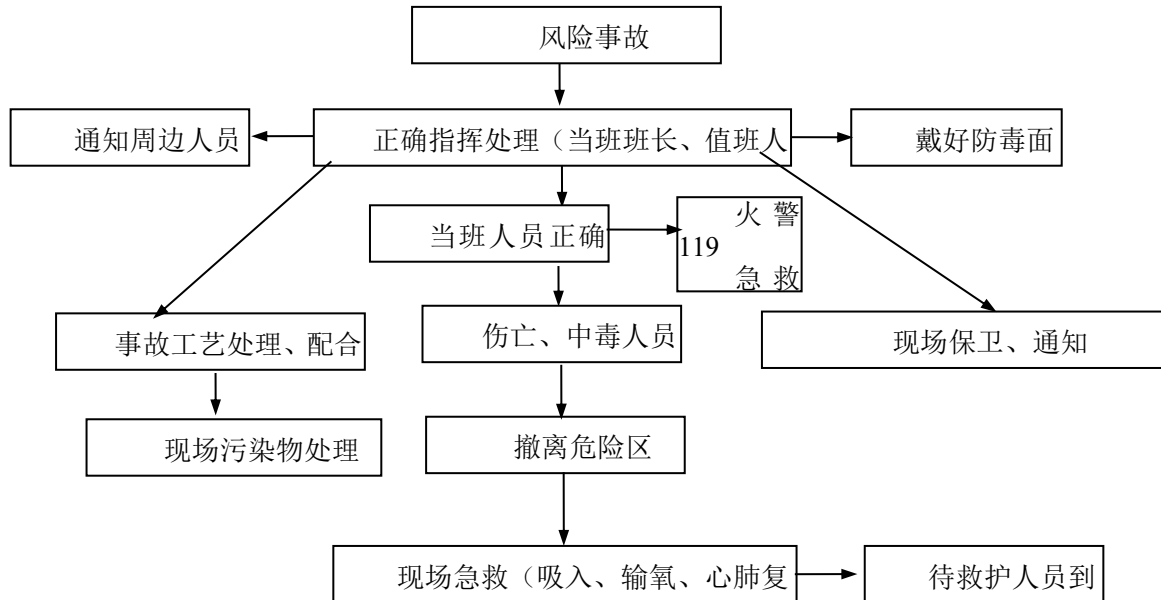 风险事故
通知周边人员
正确指挥处理（当班班长、值班人
戴好防毒面
当班人员正确
火警
119
急救
事故工艺处理、配合
伤亡、中毒人员
现场保卫、通知
现场污染物处理
撤离危险区
现场急救（吸入、输氧、心肺复
待救护人员到